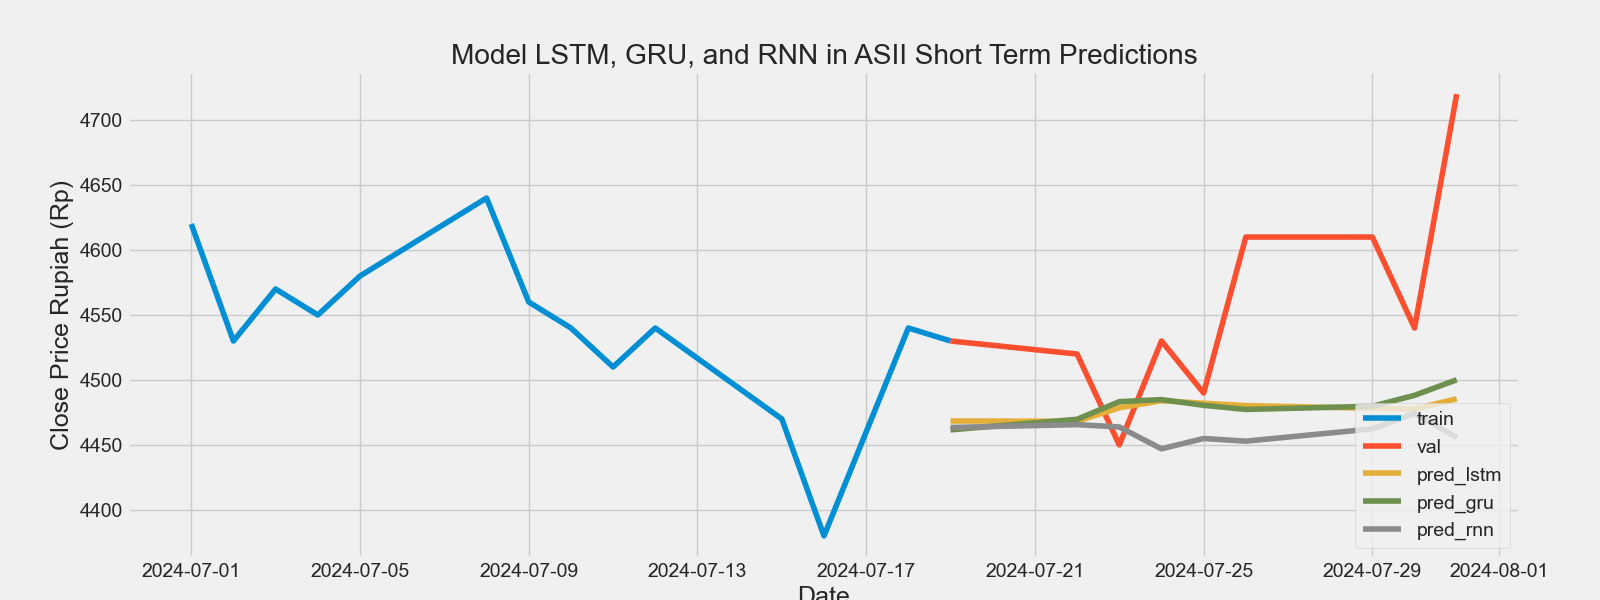 Model LSTM, GRU, and RNN in ASII Short Term Predictions
Close Price Rupiah (Rp)
4700
4650
4600
4550
4500
4450
4400
train
val
pred_lstm
pred_gru
pred_rnn
2024-07-01 2024-07-05 2024-07-09 2024-07-13 2024-07-17 2024-07-21 2024-07-25 2024-07-29 2024-08-01
Date